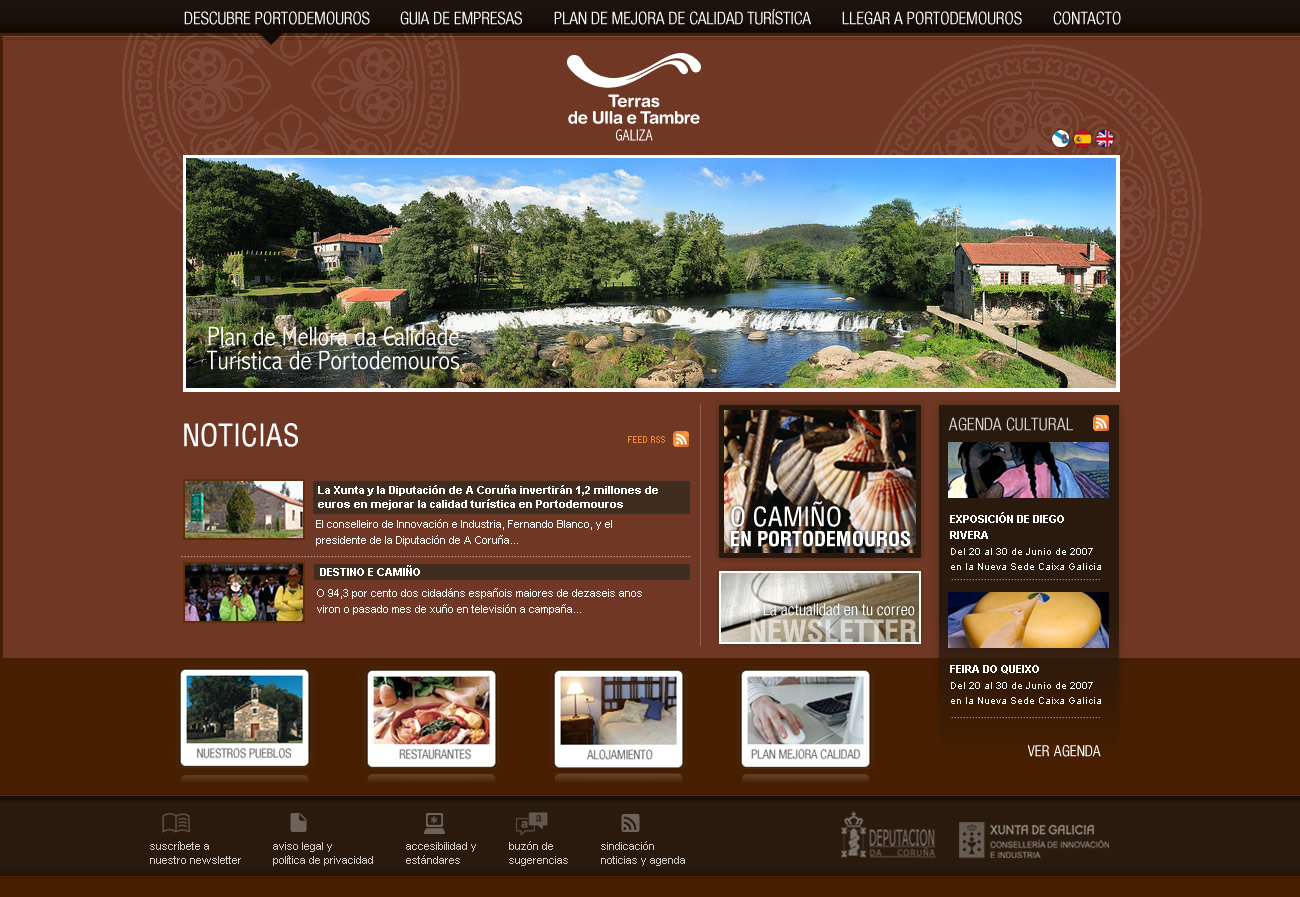 DESCUBRE PORTODEMOUROS GUIA DE EMPRESAS PLAN DE MEJORA DE CALIDAD TURÍSTICA LLEGAR A PORTODEMOUROS CONTACTO
Terras
de Ulla e Tambre
GALIZA
Plan de Mellora da Calidade
Turística de Portodemouros
NOTICIAS
FEED RSS
La Xunta y la Diputación de A Coruña invertirán 1,2 millones de
euros en mejorar la calidad turística en Portodemouros
El conselleiro de Innovación e Industria, Fernando Blanco, y el
presidente de la Diputación de A Coruña...
DESTINO E CAMIÑO
O 94,3 por cento dos cidadáns españois maiores de dezaseis anos
viron o pasado mes de xuño en televisión a campaña...
O CAMIÑO
EN PORTODEMOUROS
La actualidad en tu correo
NEWSLETTER
AGENDA CULTURAL
EXPOSICIÓN DE DIEGO
RIVERA
Del 20 al 30 de Junio de 2007
en la Nueva Sede Caixa Galicia
FEIRA DO QUEIXO
Del 20 al 30 de Junio de 2007
en la Nueva Sede Caixa Galicia
VER AGENDA
NUESTROS PUEBLOS
RESTAURANTES
ALOJAMIENTO
PLAN MEJORA CALIDAD
suscríbete a
nuestro newsletter
aviso legal y
política de privacidad
accesibilidad y
estándares
a a
buzón de
sugerencias
sindicación
noticias y agenda
DEPUTACION
DA CORUÑA
XUNTA DE GALICIA
CONSELLERÍA DE INNOVACIÓN
E INDUSTRIA